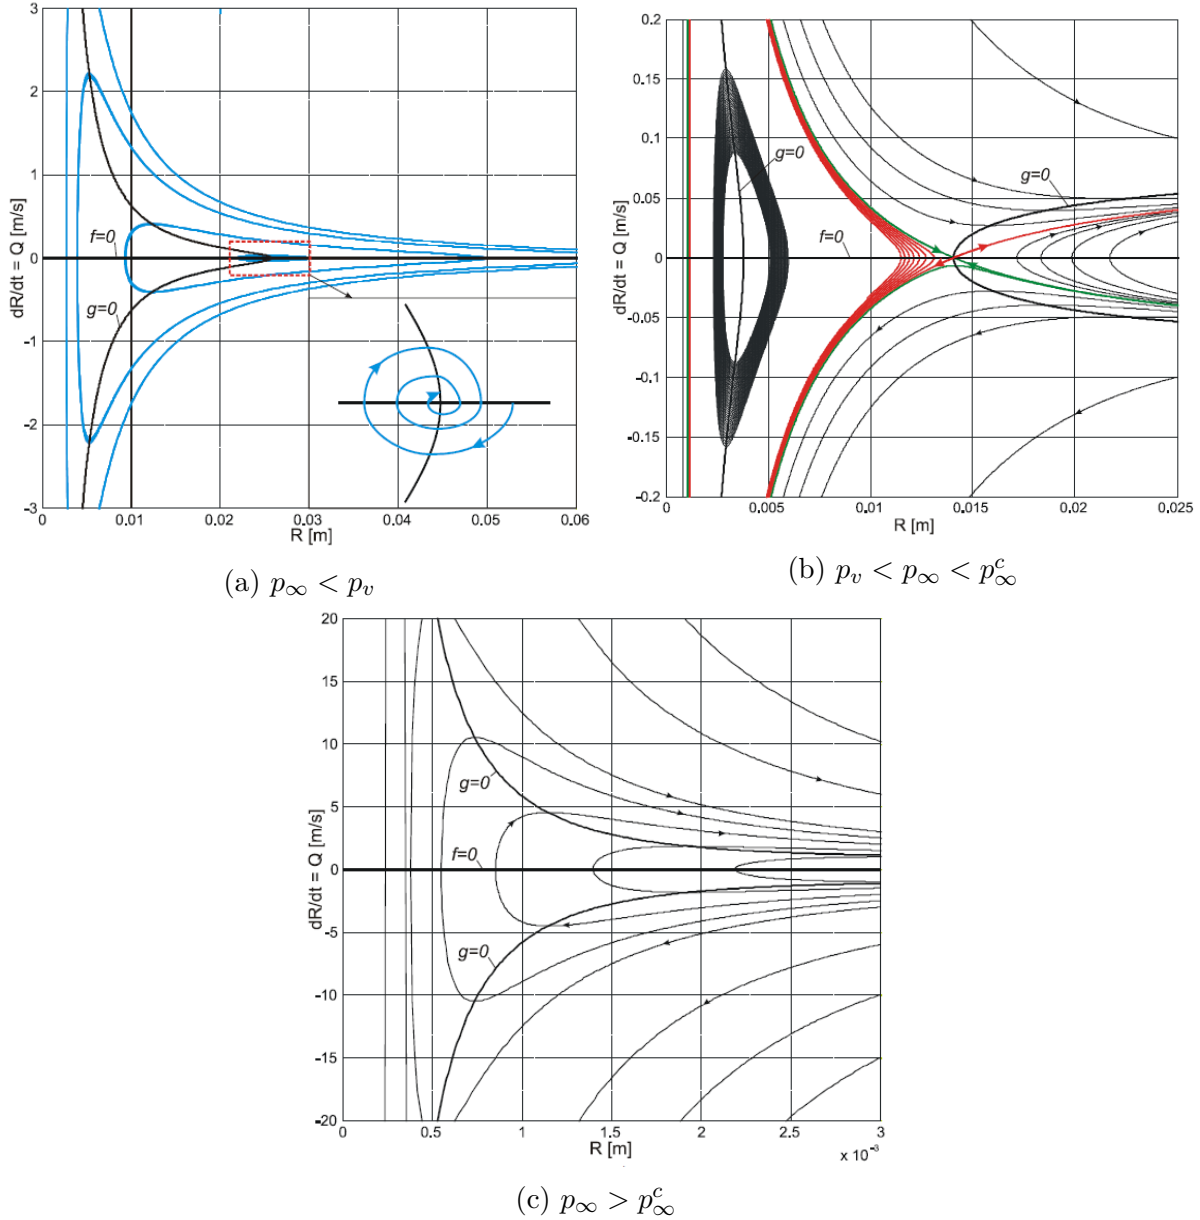 3
2
1
0
-1
-2
-3
dR/dt = Q [m/s]
f=0
g=0
0
0.01
0.02
0.03
0.04
0.05
0.06
R [m]
(a) p∞ < pv
0.2
0.15
0.1
0.05
0
-0.05
-0.1
-0.15
-0.2
dR/dt = Q [m/s]
g=0
g=0
f=0
0
0.005
0.01
0.015
0.02
0.025
R [m]
(b) pv < p∞ < p∞^c
20
15
10
5
0
-5
-10
-15
-20
dR/dt = Q [m/s]
g=0
f=0
g=0
0
0.5
1
1.5
2
2.5
3
R [m]
x 10⁻³
(c) p∞ > p∞^c